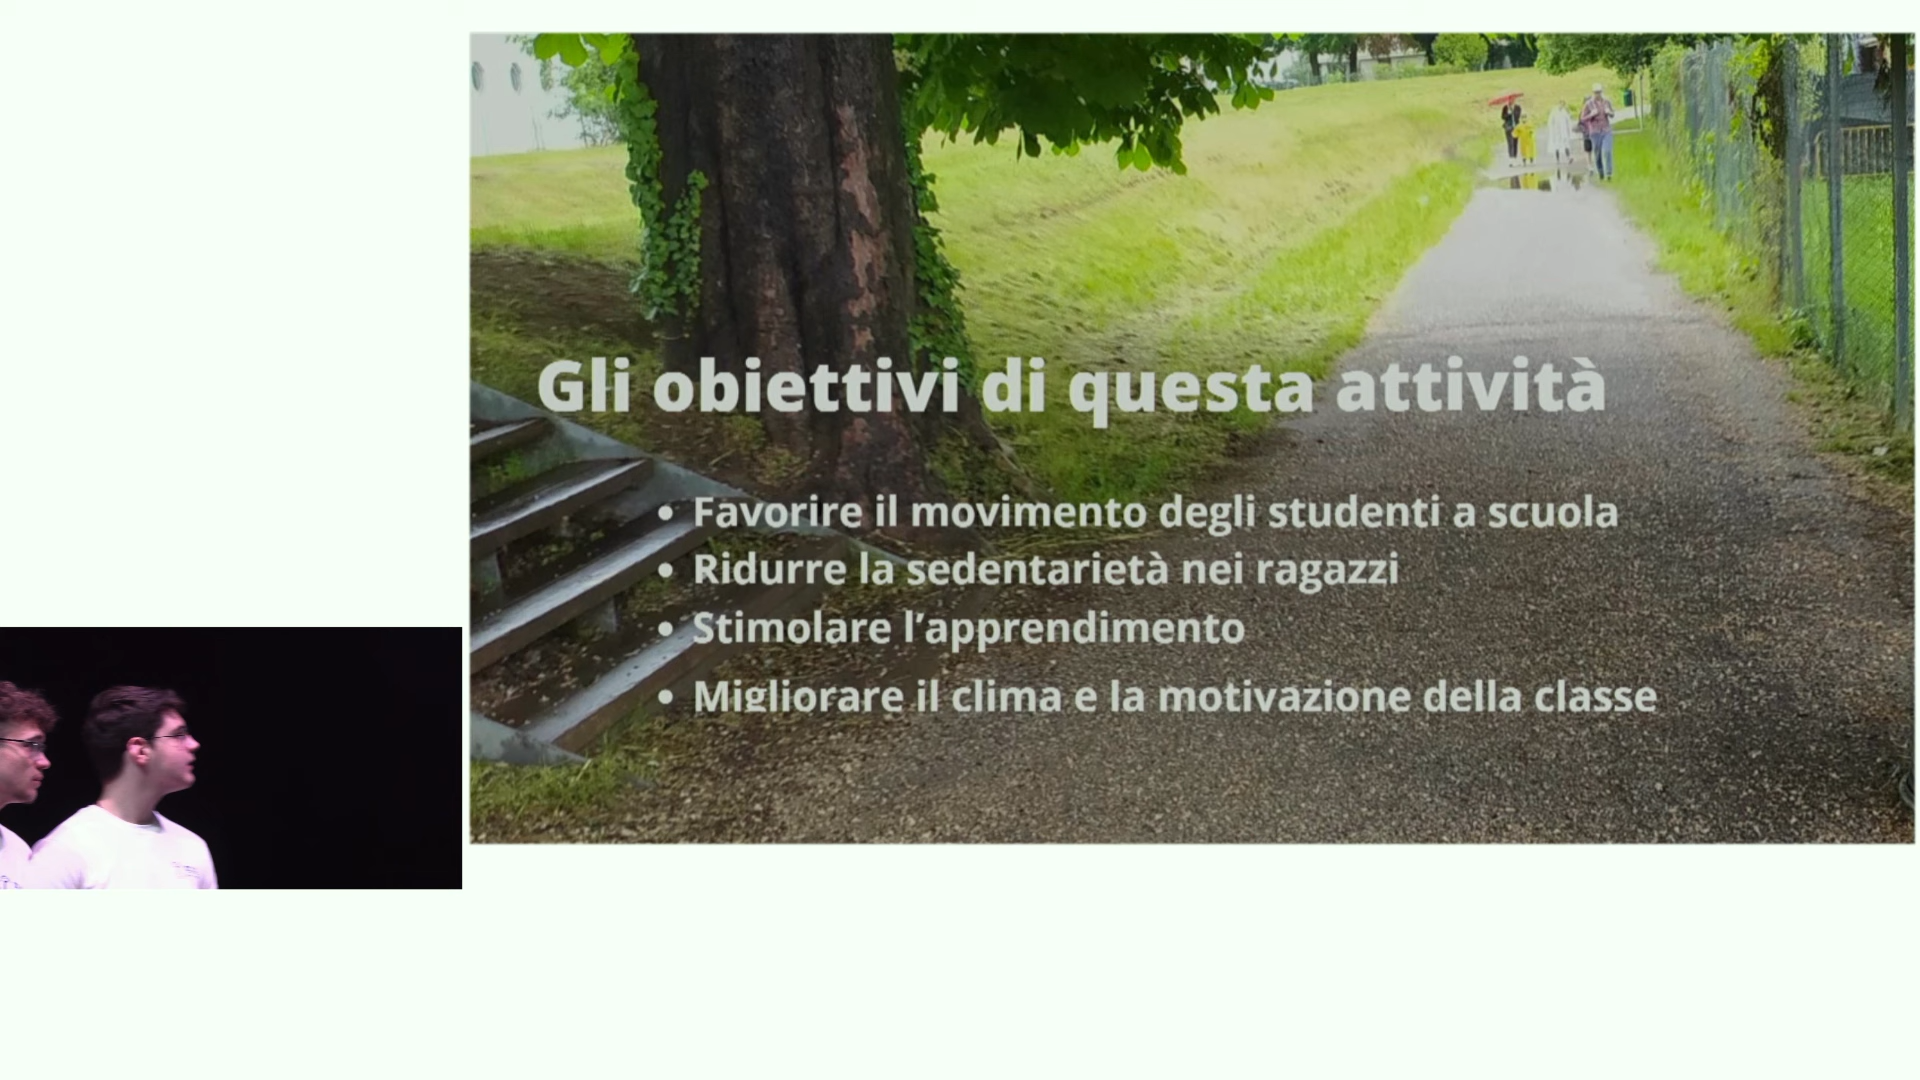 Gli obiettivi di questa attività
• Favorire il movimento degli studenti a scuola
• Ridurre la sedentarietà nei ragazzi
• Stimolare l'apprendimento
• Migliorare il clima e la motivazione della classe